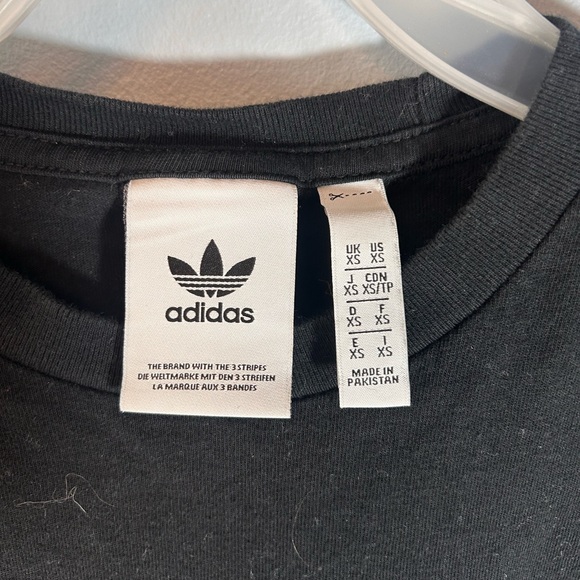 adidas
THE BRAND WITH THE 3 STRIPES
DIE WELTMARKE MIT DEN 3 STREIFEN
LA MARQUE AUX 3 BANDES
UK US
XS XS
J CDN
XS XS/TP
D F
XS XS
E I
XS XS
MADE IN
PAKISTAN